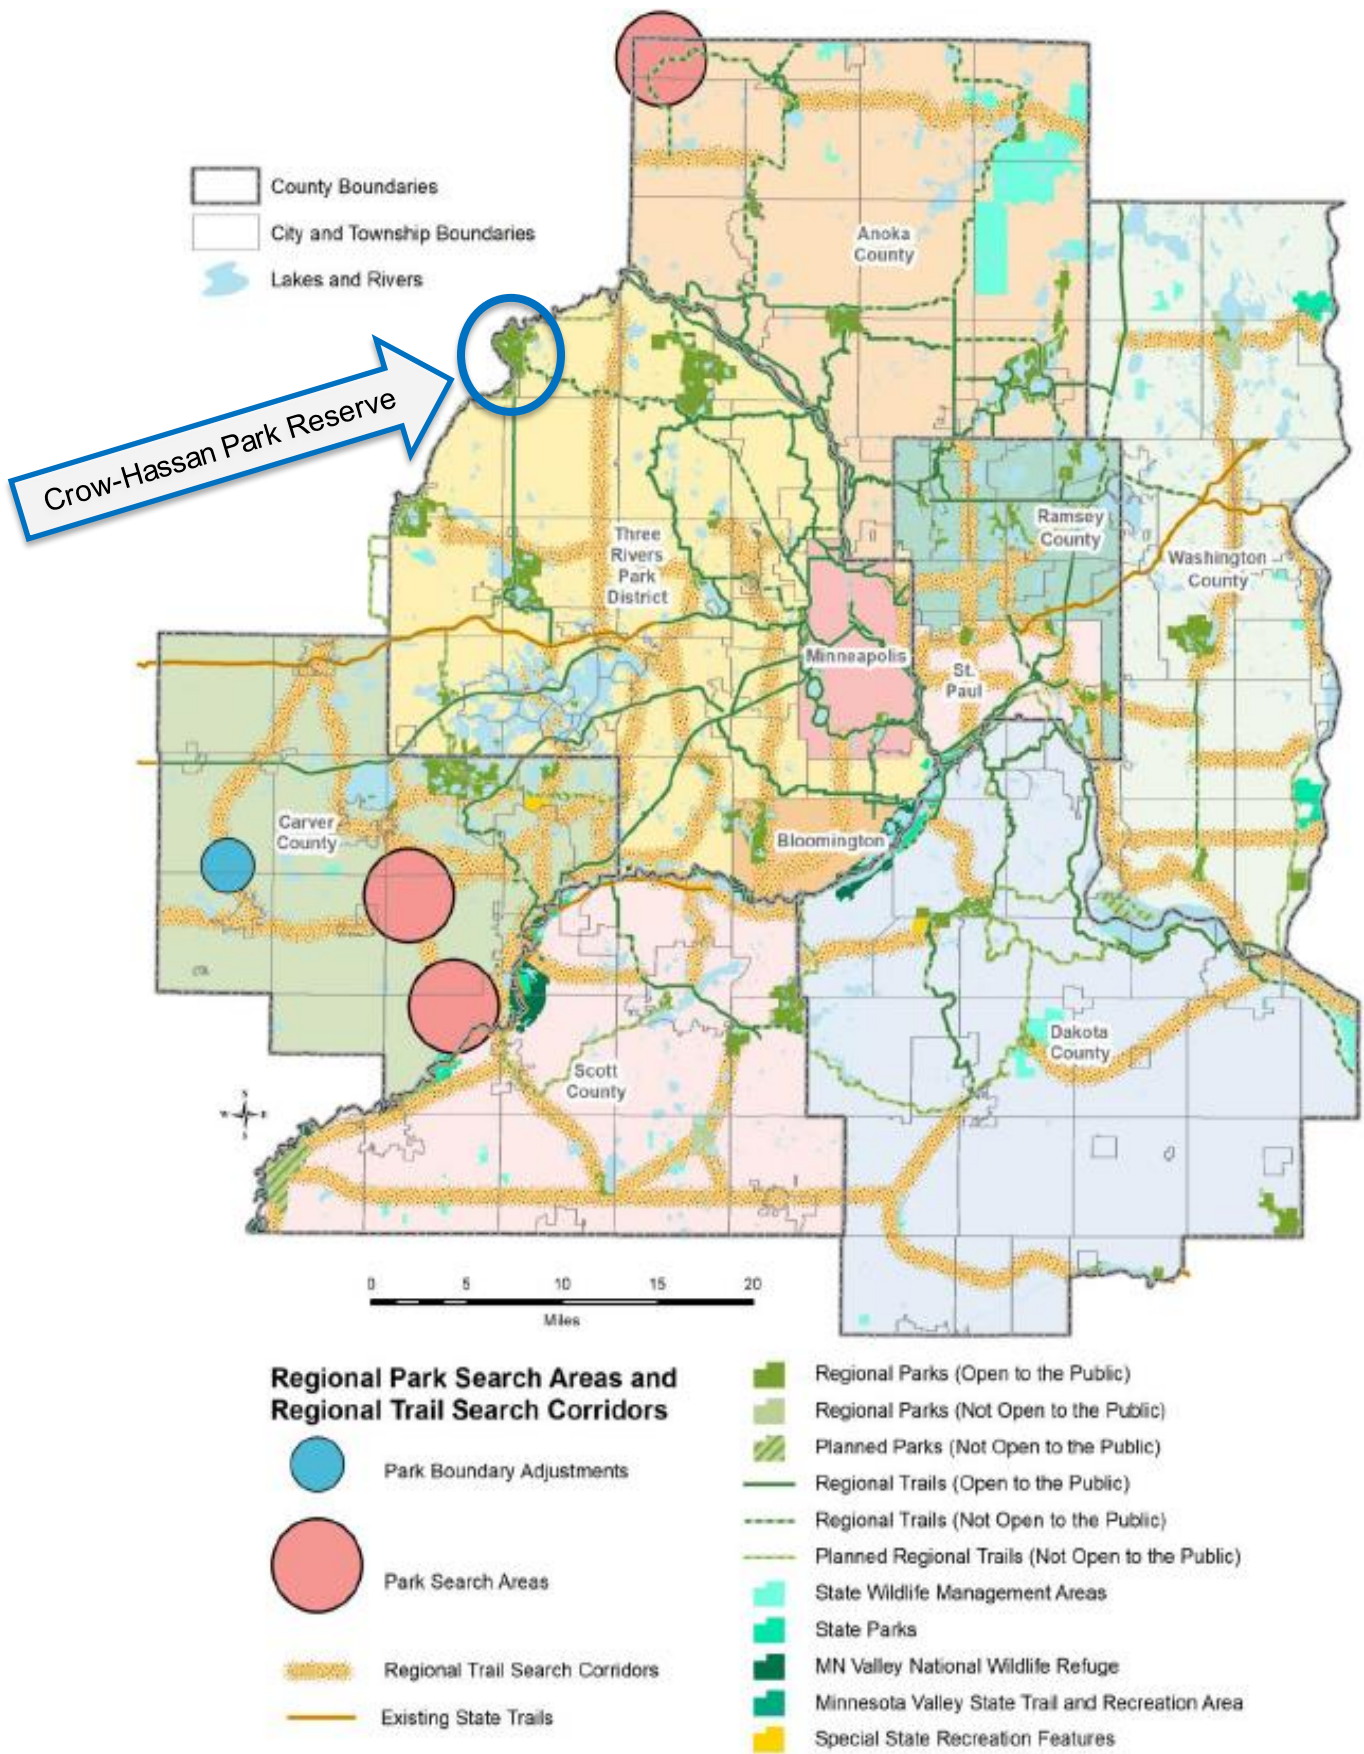 County Boundaries
City and Township Boundaries
Lakes and Rivers
Crow-Hassan Park Reserve
Anoka
County
Three
Rivers
Park
District
Ramsey
County
Washington
County
Minneapolis
St.
Paul
Carver
County
Bloomington
Scott
County
Dakota
County
W
E
S
0 5 10 15 20
Miles
Regional Park Search Areas and
Regional Trail Search Corridors
Park Boundary Adjustments
Park Search Areas
Regional Trail Search Corridors
Existing State Trails
Regional Parks (Open to the Public)
Regional Parks (Not Open to the Public)
Planned Parks (Not Open to the Public)
Regional Trails (Open to the Public)
Regional Trails (Not Open to the Public)
Planned Regional Trails (Not Open to the Public)
State Wildlife Management Areas
State Parks
MN Valley National Wildlife Refuge
Minnesota Valley State Trail and Recreation Area
Special State Recreation Features